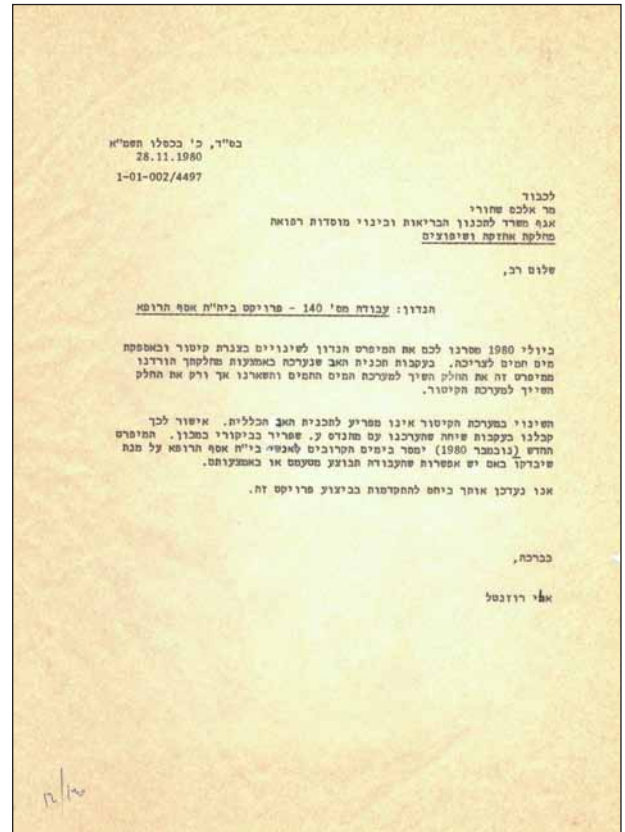 בס"ד, כ' בכסלו תשמ"א
28.11.1980
1-01-002/4497
לכבוד
מר אלכס שחורי
אגף משרד לתכנון הבריאות ובינוי מוסדות רפואה
מחלקת אחזקה ושיפוצים
שלום רב,
הנדון: עבודה מס' 140 - פרויקט ביה"ח אסף הרופא
ביולי 1980 מסרנו לכם את המיפרט הנדון לשינויים בצנרת קיטור ובאספקת
מים חמים לצריכה. בעקבות תכנית האב שנערכה באמצעות מחלקתך הורדנו
ממיפרט זה את החלק השיך למערכת המים החמים והשארנו אך ורק את החלק
השייך למערכת הקיטור.
השינוי במערכת הקיטור אינו מפריע לתכנית האב הכללית. אישור לכך
קבלנו בעקבות שיחה שהערכנו עם מהנדס ע. שפריר בביקורי במכון. המיפרט
החדש (נובמבר 1980) ימסר בימים הקרובים לאנשי בי"ח אסף הרופא על מנת
שיבדקו באם יש אפשרות שהעבודה תבוצע מטעמם או באמצעותם.
אנו נעדכן אותך ביחס להתקדמות בביצוע פרויקט זה.
בברכה,
רוזנטל